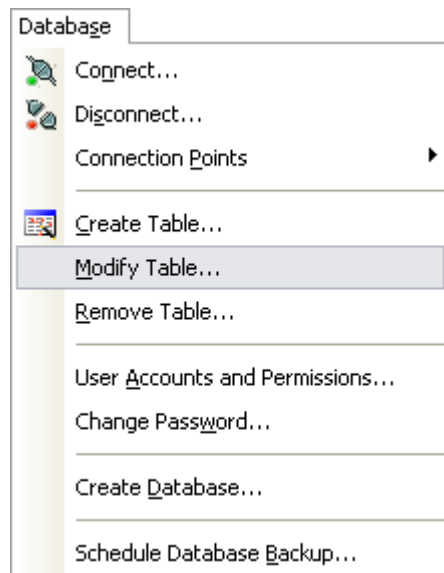 Database
Connect...
Disconnect...
Connection Points
Create Table...
Modify Table...
Remove Table...
User Accounts and Permissions...
Change Password...
Create Database...
Schedule Database Backup...